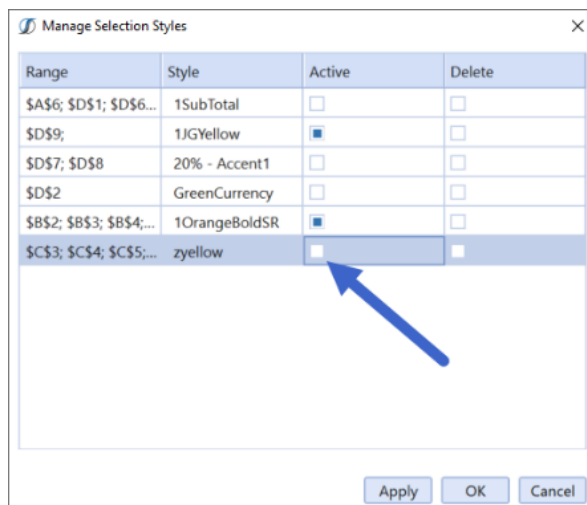 Manage Selection Styles
Range Style Active Delete
$A$6; $D$1; $D$6... 1SubTotal
$D$9; 1JGYellow
$D$7; $D$8 20% - Accent1
$D$2 GreenCurrency
$B$2; $B$3; $B$4;... 1OrangeBoldSR
$C$3; $C$4; $C$5;... zyellow
Apply OK Cancel